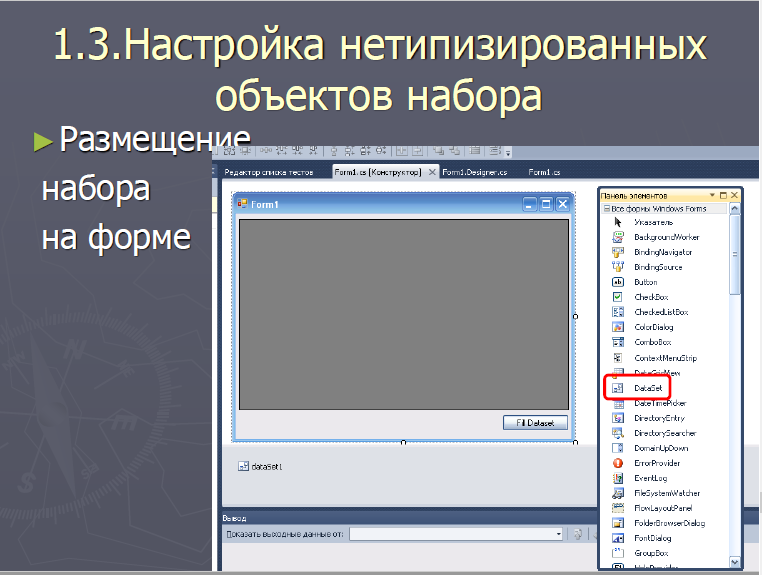 1.3.Настройка нетипизированных
объектов набора
►Размещение
набора
на форме
Редактор списка тестов
Form1.cs [Конструктор]
Form1.Designer.cs
Form1.cs
Form1
Fill Dataset
dataSet1
Вывод
Показать выходные данные от:
Панель элементов
Все формы Windows Forms
Указатель
BackgroundWorker
BindingNavigator
BindingSource
Button
CheckBox
CheckedListBox
ColorDialog
ComboBox
ContextMenuStrip
DataGridView
DataSet
DateTimePicker
DirectoryEntry
DirectorySearcher
DomainUpDown
ErrorProvider
EventLog
FileSystemWatcher
FlowLayoutPanel
FolderBrowserDialog
FontDialog
GroupBox
HelpProvider